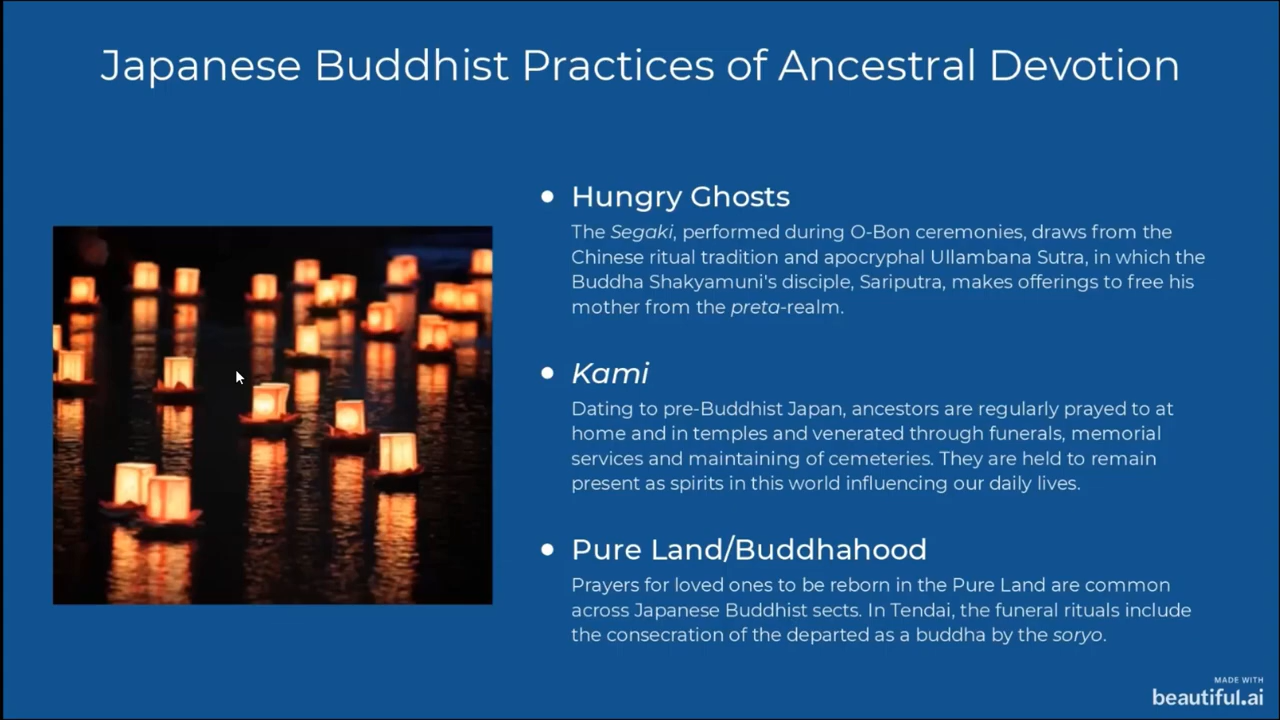 Japanese Buddhist Practices of Ancestral Devotion
Hungry Ghosts
The Segaki, performed during O-Bon ceremonies, draws from the
Chinese ritual tradition and apocryphal Ullambana Sutra, in which the
Buddha Shakyamuni's disciple, Sariputra, makes offerings to free his
mother from the preta-realm.
Kami
Dating to pre-Buddhist Japan, ancestors are regularly prayed to at
home and in temples and venerated through funerals, memorial
services and maintaining of cemeteries. They are held to remain
present as spirits in this world influencing our daily lives.
Pure Land/Buddhahood
Prayers for loved ones to be reborn in the Pure Land are common
across Japanese Buddhist sects. In Tendai, the funeral rituals include
the consecration of the departed as a buddha by the soryo.
MADE WITH
beautiful.ai